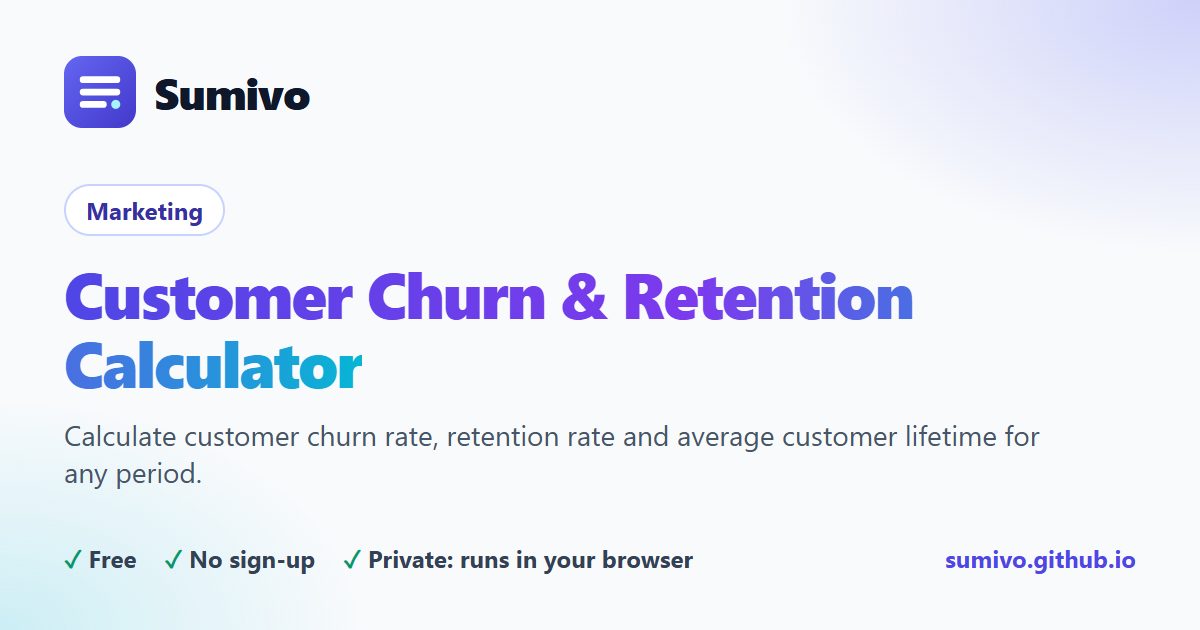 Sumivo
Marketing
Customer Churn & Retention
Calculator
Calculate customer churn rate, retention rate and average customer lifetime for
any period.
✓ Free ✓ No sign-up ✓ Private: runs in your browser sumivo.github.io